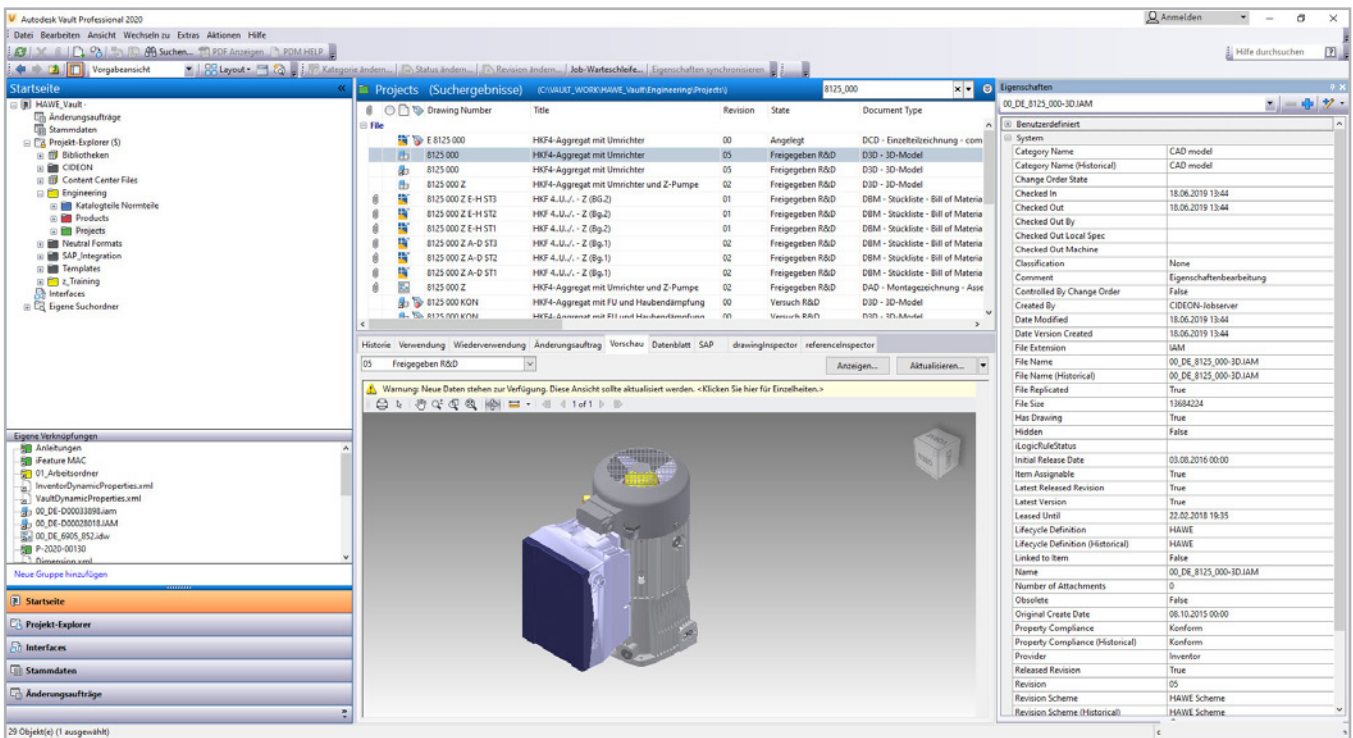 Autodesk Vault Professional 2020
Anmelden
Datei Bearbeiten Ansicht Wechseln zu Extras Aktionen Hilfe
Suchen... PDF Anzeigen PDM HELP
Hilfe durchsuchen
Vorgabeansicht Layout Kategorie ändern... Status ändern... Revision ändern... Job-Warteschleife... Eigenschaften synchronisieren
Startseite
HAWE_Vault -
Änderungsaufträge
Stammdaten
Projekt-Explorer (S)
Bibliotheken
CIDEON
Content Center Files
Engineering
Katalogteile Normteile
Products
Projects
Neutral Formats
SAP_Integration
Templates
z_Training
Interfaces
Eigene Suchordner
Eigene Verknüpfungen
Anleitungen
iFeature MAC
01_Arbeitsordner
InventorDynamicProperties.xml
VaultDynamicProperties.xml
00_DE-D00033898.iam
00_DE-D00028018.IAM
00_DE_6905_852.idw
P-2020-00130
Dimension.xml
Neue Gruppe hinzufügen
Startseite
Projekt-Explorer
Interfaces
Stammdaten
Änderungsaufträge
29 Objekt(e) (1 ausgewählt)
Projects (Suchergebnisse) (C:\VAULT_WORK\HAWE_Vault\Engineering\Projects\) 8125_000
Drawing Number Title Revision State Document Type
File
E 8125 000 HKF4-Aggregat mit Umrichter 00 Angelegt DCD - Einzelteilzeichnung - com
8125 000 HKF4-Aggregat mit Umrichter 05 Freigegeben R&D D3D - 3D-Model
8125 000 HKF4-Aggregat mit Umrichter 05 Freigegeben R&D D3D - 3D-Model
8125 000 Z HKF4-Aggregat mit Umrichter und Z-Pumpe 02 Freigegeben R&D D3D - 3D-Model
8125 000 Z E-H ST3 HKF 4..U../. - Z (BG.2) 01 Freigegeben R&D DBM - Stückliste - Bill of Materia
8125 000 Z E-H ST2 HKF 4..U../. - Z (Bg.2) 01 Freigegeben R&D DBM - Stückliste - Bill of Materia
8125 000 Z E-H ST1 HKF 4..U../. - Z (Bg.2) 01 Freigegeben R&D DBM - Stückliste - Bill of Materia
8125 000 Z A-D ST3 HKF 4..U../. - Z (Bg.1) 02 Freigegeben R&D DBM - Stückliste - Bill of Materia
8125 000 Z A-D ST2 HKF 4..U../. - Z (Bg.1) 02 Freigegeben R&D DBM - Stückliste - Bill of Materia
8125 000 Z A-D ST1 HKF 4..U../. - Z (Bg.1) 02 Freigegeben R&D DBM - Stückliste - Bill of Materia
8125 000 Z HKF4-Aggregat mit Umrichter und Z-Pumpe 02 Freigegeben R&D DAD - Montagezeichnung - Asse
8125 000 KON HKF4-Aggregat mit FU und Haubendämpfung 00 Versuch R&D D3D - 3D-Model
8125 000 KON HKF4-Aggregat mit FU und Haubendämpfung 00 Versuch R&D D3D - 3D-Model
Historie Verwendung Wiederverwendung Änderungsauftrag Vorschau Datenblatt SAP drawingInspector referenceInspector
05 Freigegeben R&D Anzeigen... Aktualisieren...
Warnung: Neue Daten stehen zur Verfügung. Diese Ansicht sollte aktualisiert werden. <Klicken Sie hier für Einzelheiten.>
1 of 1
Eigenschaften
00_DE_8125_000-3D.IAM
Benutzerdefiniert
System
Category Name CAD model
Category Name (Historical) CAD model
Change Order State
Checked In 18.06.2019 13:44
Checked Out 18.06.2019 13:44
Checked Out By
Checked Out Local Spec
Checked Out Machine
Classification None
Comment Eigenschaftenbearbeitung
Controlled By Change Order False
Created By CIDEON-Jobserver
Date Modified 18.06.2019 13:44
Date Version Created 18.06.2019 13:44
File Extension IAM
File Name 00_DE_8125_000-3D.IAM
File Name (Historical) 00_DE_8125_000-3D.IAM
File Replicated True
File Size 13684224
Has Drawing True
Hidden False
iLogicRuleStatus
Initial Release Date 03.08.2016 00:00
Item Assignable True
Latest Released Revision True
Latest Version True
Leased Until 22.02.2018 19:35
Lifecycle Definition HAWE
Lifecycle Definition (Historical) HAWE
Linked to Item False
Name 00_DE_8125_000-3D.IAM
Number of Attachments 0
Obsolete False
Original Create Date 08.10.2015 00:00
Property Compliance Konform
Property Compliance (Historical) Konform
Provider Inventor
Released Revision True
Revision 05
Revision Scheme HAWE Scheme
Revision Scheme (Historical) HAWE Scheme